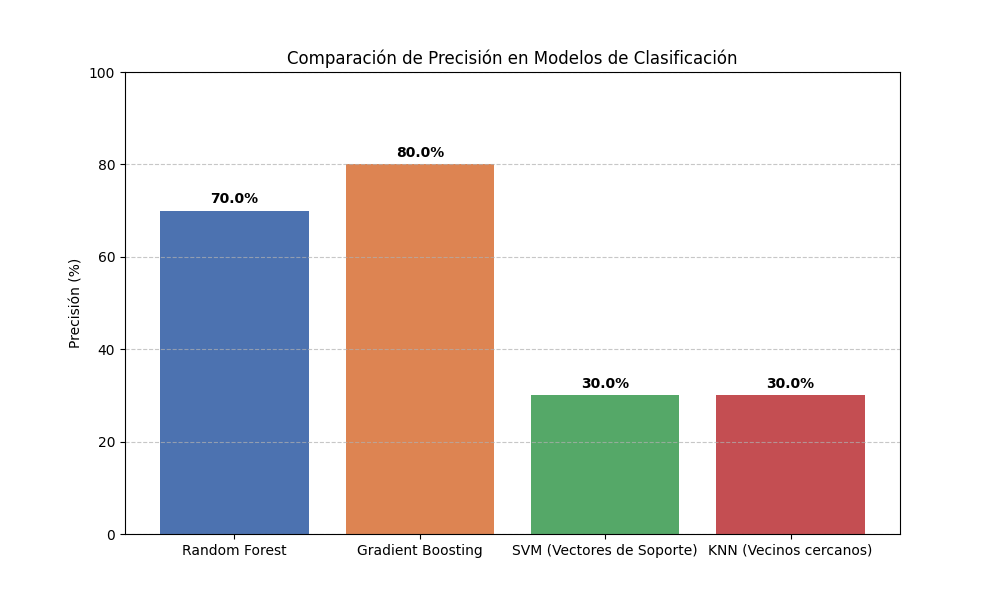 Comparación de Precisión en Modelos de Clasificación
Precisión (%)
100
80
60
40
20
0
70.0%
80.0%
30.0%
30.0%
Random Forest
Gradient Boosting
SVM (Vectores de Soporte)
KNN (Vecinos cercanos)